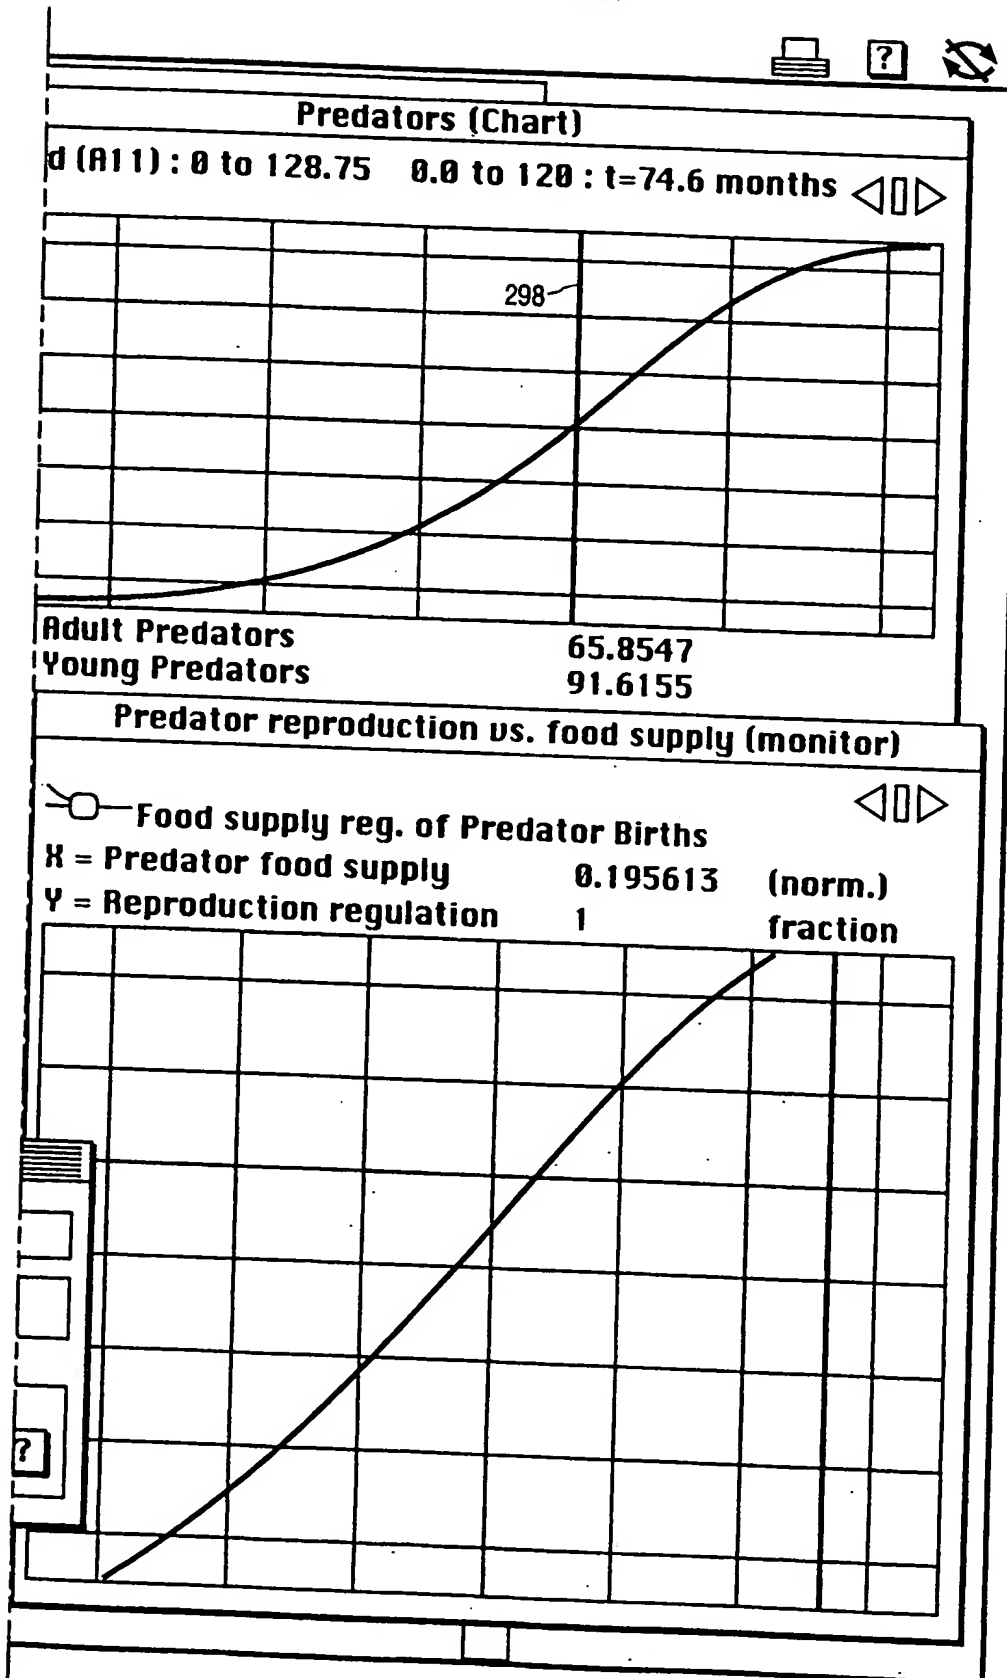 ?
Predators (Chart)
d (A11) : 0 to 128.75 0.0 to 120 : t=74.6 months
298
Adult Predators 65.8547
Young Predators 91.6155
Predator reproduction vs. food supply (monitor)
Food supply reg. of Predator Births
X = Predator food supply 0.195613 (norm.)
Y = Reproduction regulation 1 fraction
?